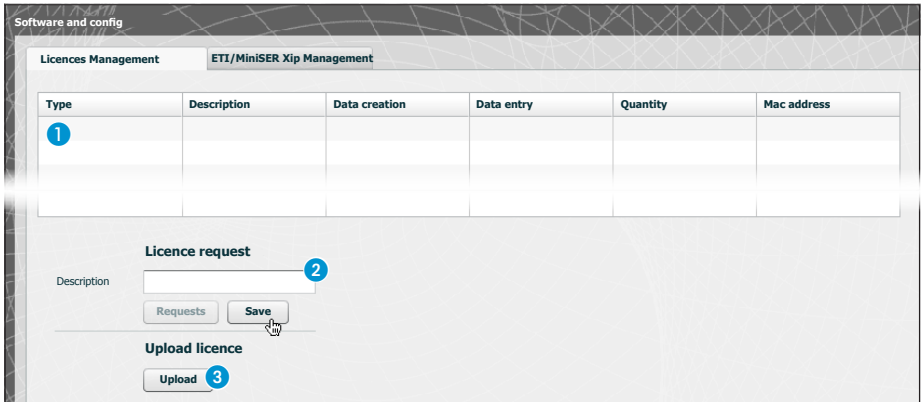 Software and config
Licences Management ETI/MiniSER Xip Management
Type Description Data creation Data entry Quantity Mac address
1
Licence request
2
Description
Requests Save
Upload licence
Upload 3